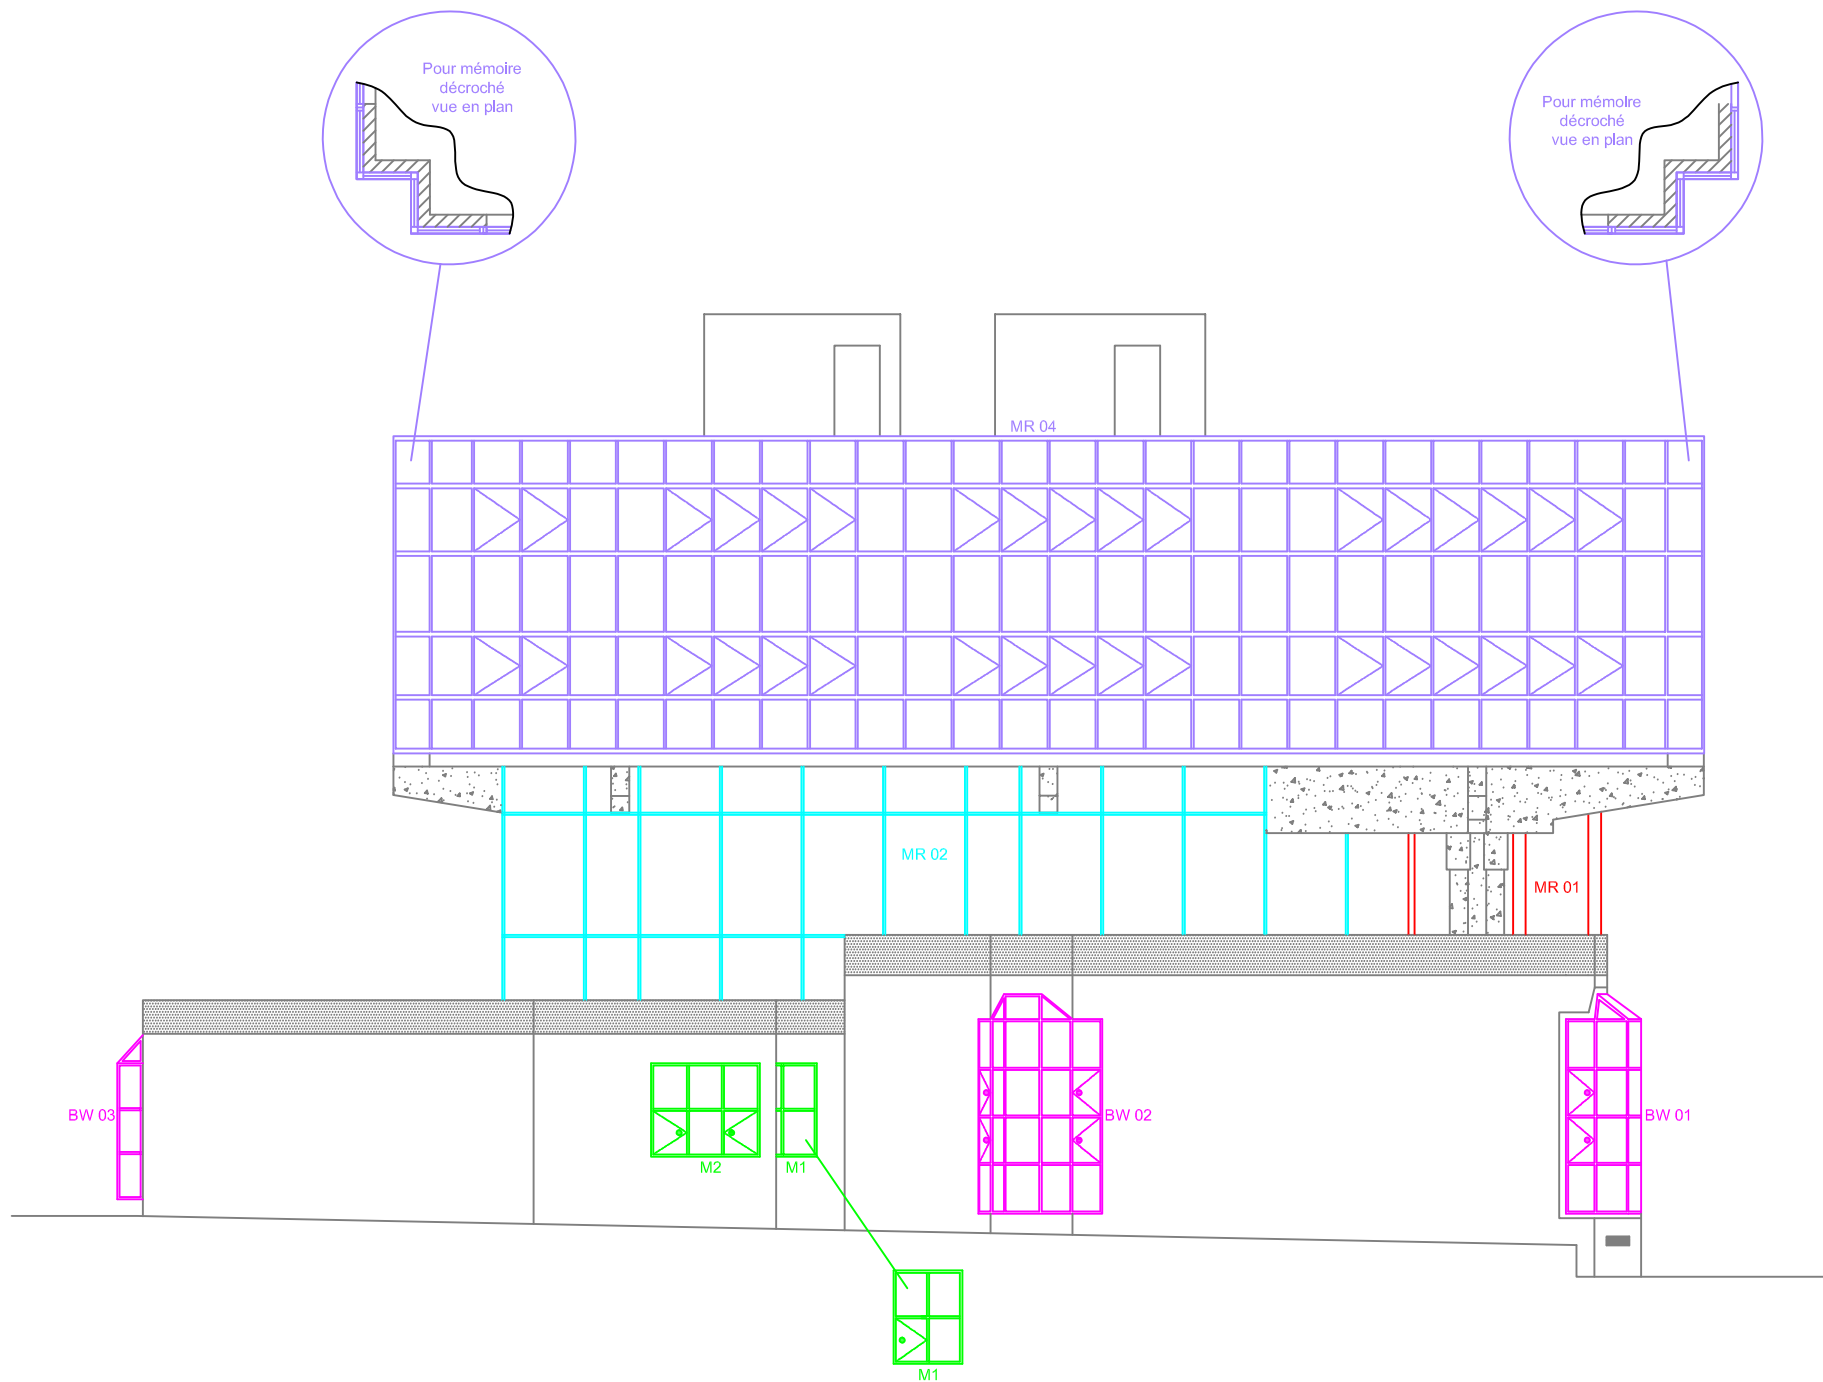 Pour mémoire
décroché
vue en plan
Pour mémoire
décroché
vue en plan
MR 04
MR 02
MR 01
BW 03
BW 02
BW 01
M2
M1
M1